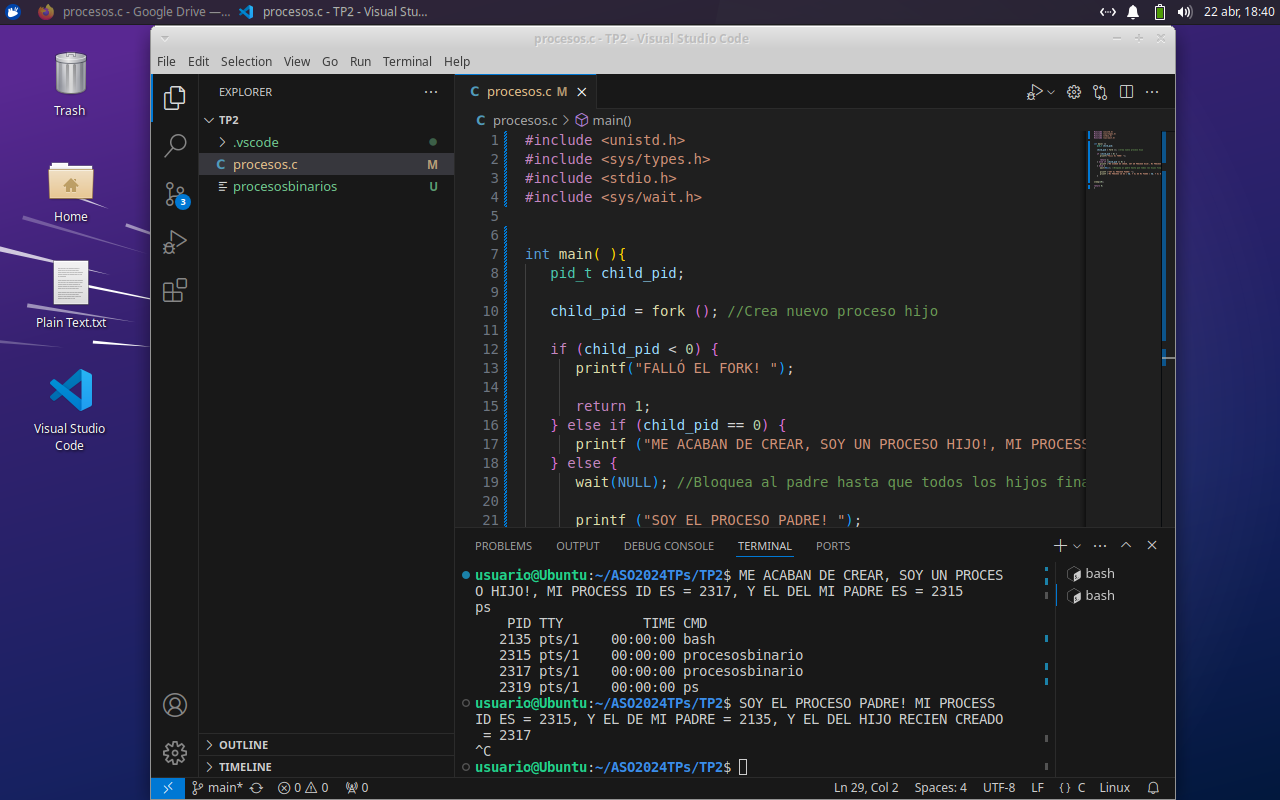 procesos.c - Google Drive —...
procesos.c - TP2 - Visual Stu...
22 abr, 18:40
Trash
Home
Plain Text.txt
Visual Studio
Code
procesos.c - TP2 - Visual Studio Code
File Edit Selection View Go Run Terminal Help
EXPLORER
TP2
.vscode
C procesos.c M
procesosbinarios U
OUTLINE
TIMELINE
3
C procesos.c M
C procesos.c > main()
1 #include <unistd.h>
2 #include <sys/types.h>
3 #include <stdio.h>
4 #include <sys/wait.h>
5
6
7 int main( ){
8 pid_t child_pid;
9
10 child_pid = fork (); //Crea nuevo proceso hijo
11
12 if (child_pid < 0) {
13 printf("FALLÓ EL FORK! ");
14
15 return 1;
16 } else if (child_pid == 0) {
17 printf ("ME ACABAN DE CREAR, SOY UN PROCESO HIJO!, MI PROCESS
18 } else {
19 wait(NULL); //Bloquea al padre hasta que todos los hijos fina
20
21 printf ("SOY EL PROCESO PADRE! ");
PROBLEMS OUTPUT DEBUG CONSOLE TERMINAL PORTS
usuario@Ubuntu:~/ASO2024TPs/TP2$ ME ACABAN DE CREAR, SOY UN PROCES
O HIJO!, MI PROCESS ID ES = 2317, Y EL DEL MI PADRE ES = 2315
ps
PID TTY TIME CMD
2135 pts/1 00:00:00 bash
2315 pts/1 00:00:00 procesosbinario
2317 pts/1 00:00:00 procesosbinario
2319 pts/1 00:00:00 ps
usuario@Ubuntu:~/ASO2024TPs/TP2$ SOY EL PROCESO PADRE! MI PROCESS
ID ES = 2315, Y EL DE MI PADRE = 2135, Y EL DEL HIJO RECIEN CREADO
= 2317
^C
usuario@Ubuntu:~/ASO2024TPs/TP2$
bash
bash
main* 0 0 0
Ln 29, Col 2 Spaces: 4 UTF-8 LF {} C Linux